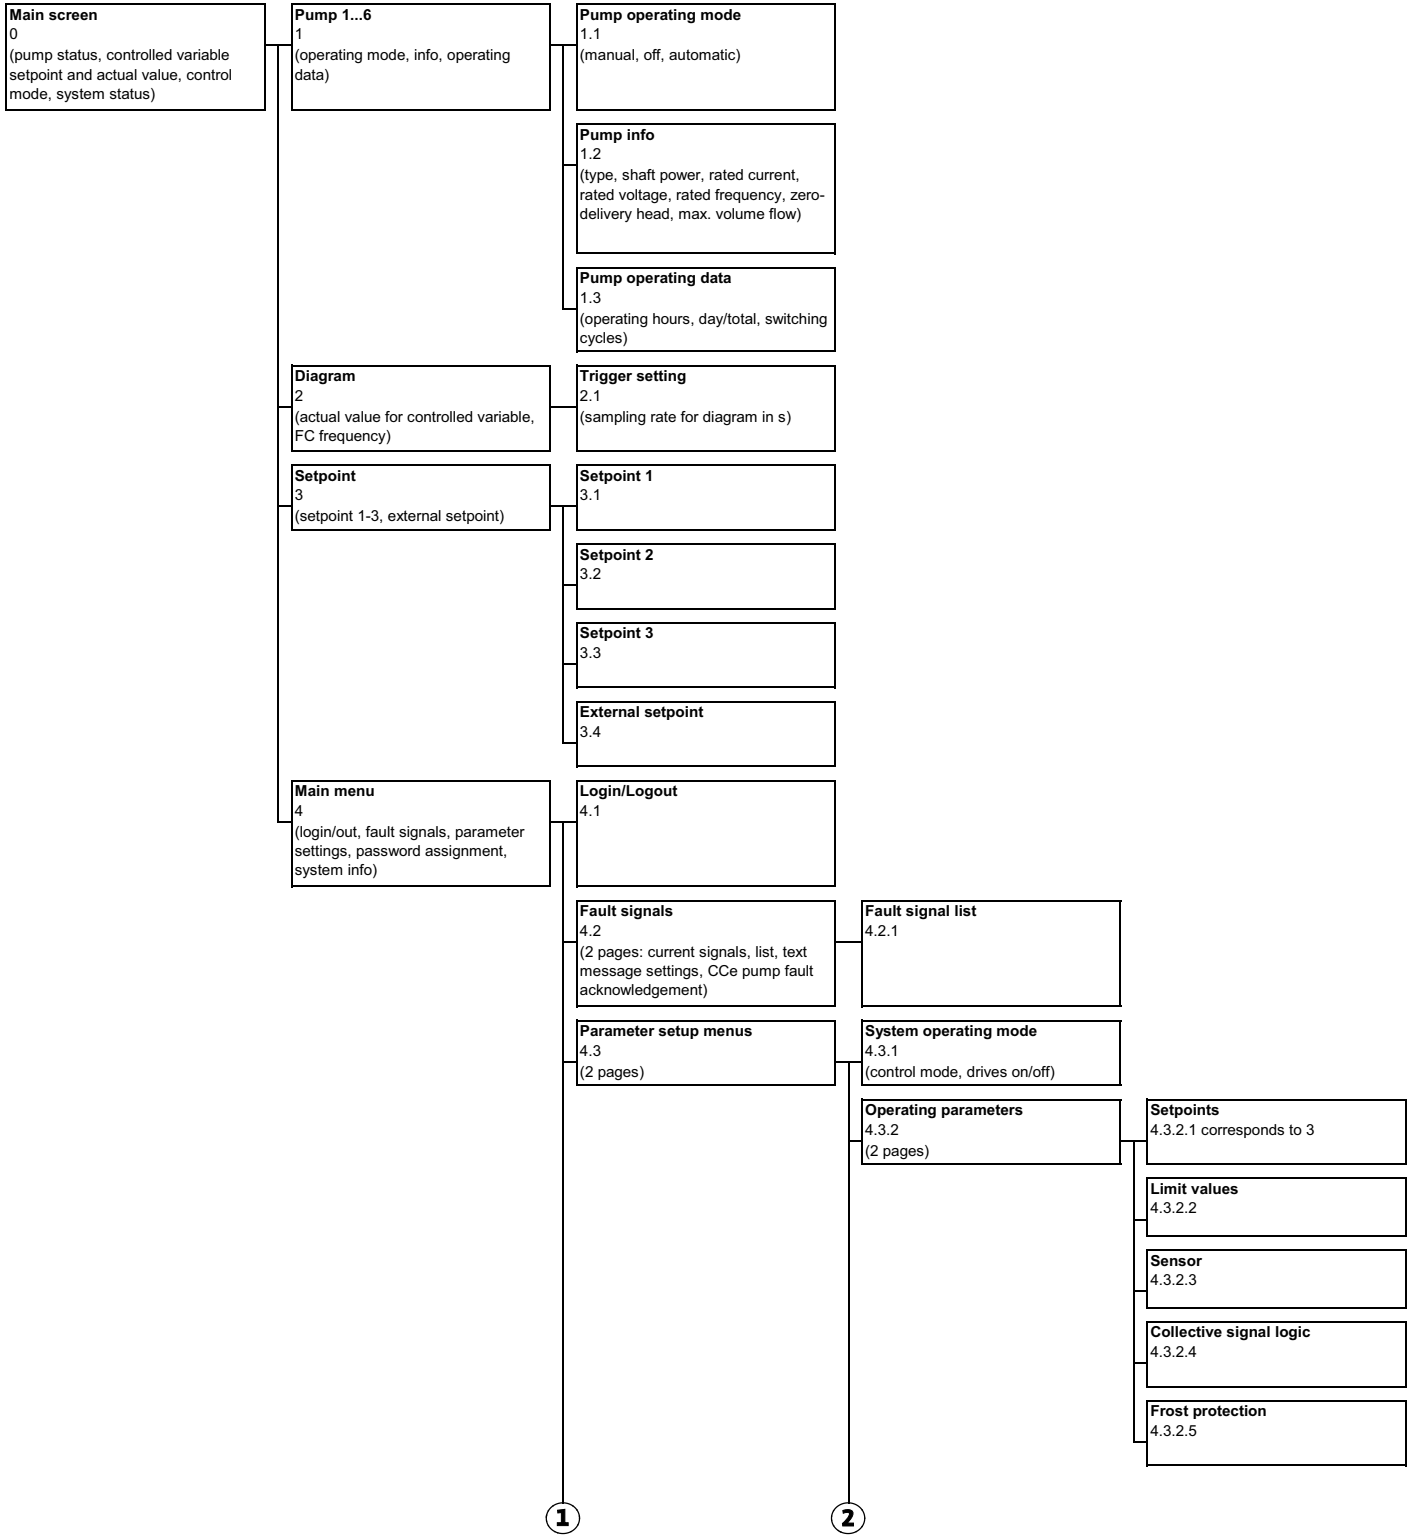 Main screen
0
(pump status, controlled variable
setpoint and actual value, control
mode, system status)
Pump 1...6
1
(operating mode, info, operating
data)
Pump operating mode
1.1
(manual, off, automatic)
Pump info
1.2
(type, shaft power, rated current,
rated voltage, rated frequency, zero-
delivery head, max. volume flow)
Pump operating data
1.3
(operating hours, day/total, switching
cycles)
Diagram
2
(actual value for controlled variable,
FC frequency)
Trigger setting
2.1
(sampling rate for diagram in s)
Setpoint
3
(setpoint 1-3, external setpoint)
Setpoint 1
3.1
Setpoint 2
3.2
Setpoint 3
3.3
External setpoint
3.4
Main menu
4
(login/out, fault signals, parameter
settings, password assignment,
system info)
Login/Logout
4.1
Fault signals
4.2
(2 pages: current signals, list, text
message settings, CCe pump fault
acknowledgement)
Fault signal list
4.2.1
Parameter setup menus
4.3
(2 pages)
System operating mode
4.3.1
(control mode, drives on/off)
Operating parameters
4.3.2
(2 pages)
Setpoints
4.3.2.1 corresponds to 3
Limit values
4.3.2.2
Sensor
4.3.2.3
Collective signal logic
4.3.2.4
Frost protection
4.3.2.5
1
2